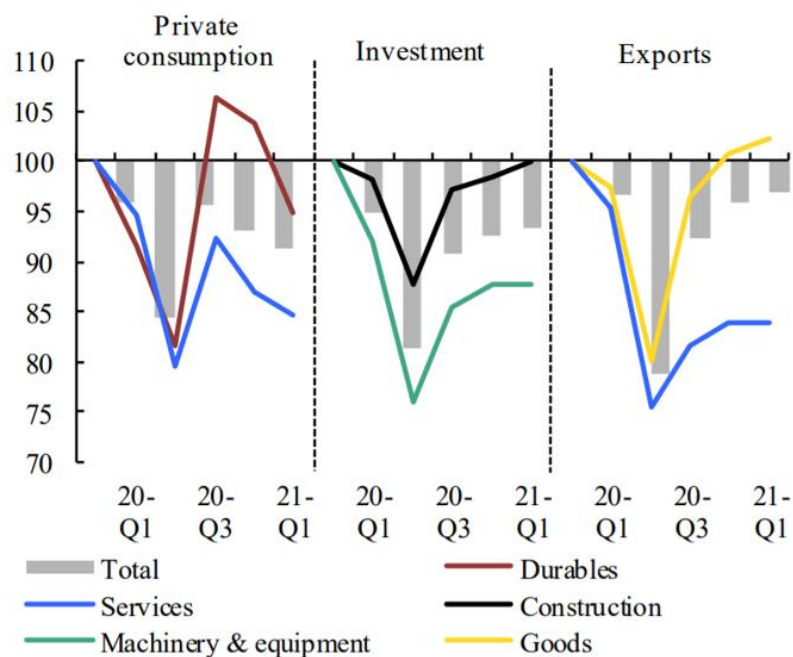 Private
consumption
Investment
Exports
110
105
100
95
90
85
80
75
70
20-
Q1
20-
Q3
21-
Q1
20-
Q1
20-
Q3
21-
Q1
20-
Q1
20-
Q3
21-
Q1
Total
Durables
Services
Construction
Machinery & equipment
Goods